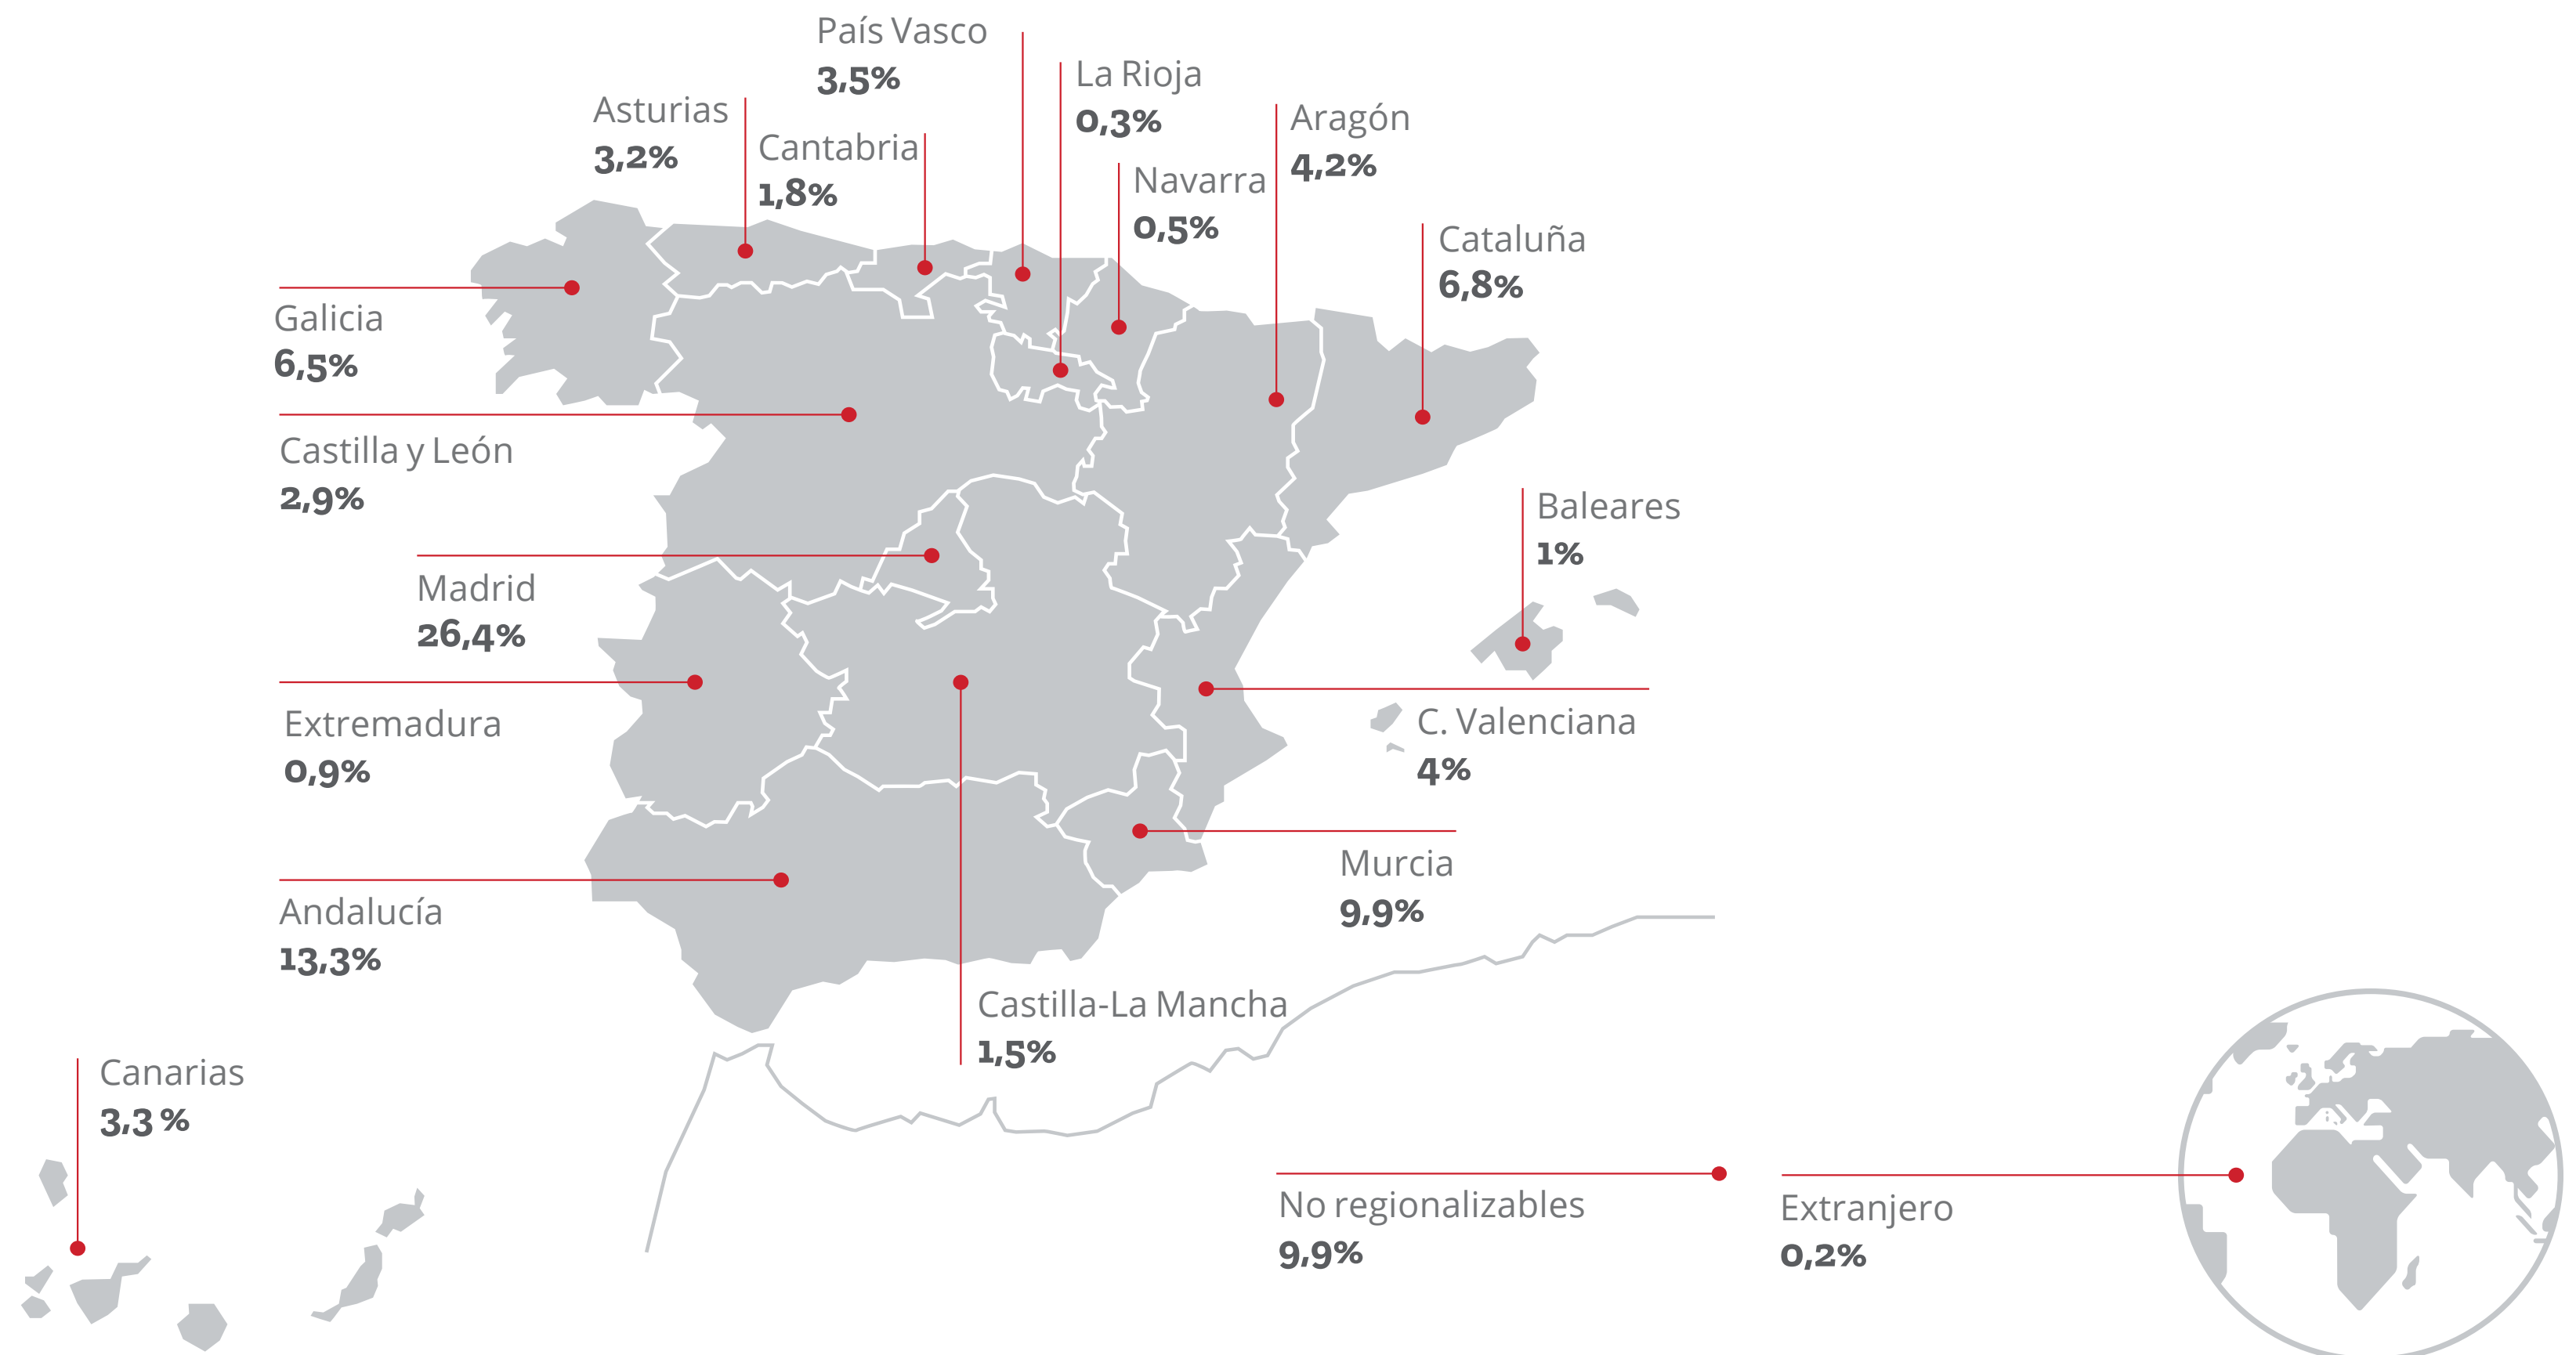 País Vasco
3,5%
La Rioja
0,3%
Asturias
3,2%
Cantabria
1,8%
Aragón
4,2%
Navarra
0,5%
Cataluña
6,8%
Galicia
6,5%
Castilla y León
2,9%
Baleares
1%
Madrid
26,4%
Extremadura
0,9%
C. Valenciana
4%
Murcia
9,9%
Andalucía
13,3%
Castilla-La Mancha
1,5%
Canarias
3,3 %
No regionalizables
9,9%
Extranjero
0,2%